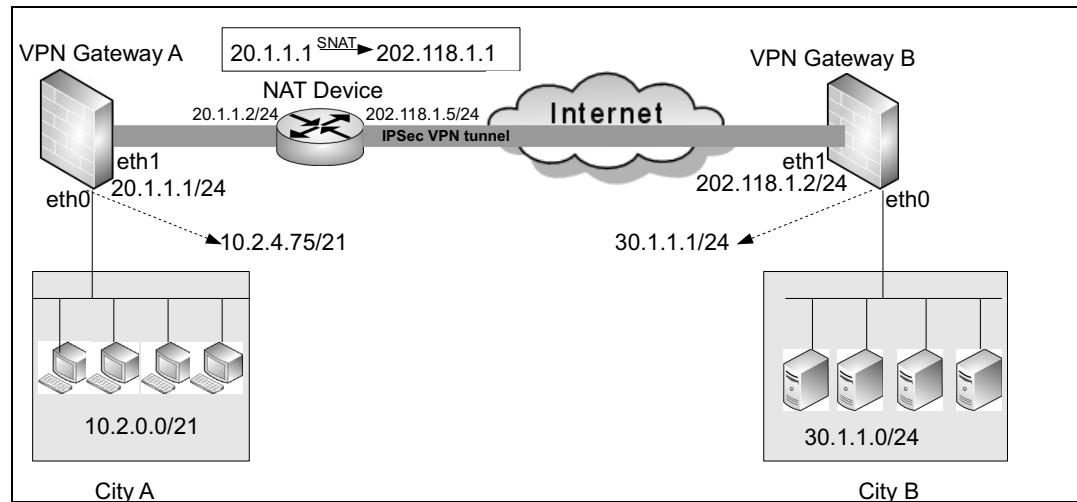 VPN Gateway A
20.1.1.1 SNAT 202.118.1.1
VPN Gateway B
NAT Device
20.1.1.2/24
202.118.1.5/24
Internet
IPSec VPN tunnel
eth1
20.1.1.1/24
eth0
eth1
202.118.1.2/24
eth0
10.2.4.75/21
30.1.1.1/24
10.2.0.0/21
30.1.1.0/24
City A
City B